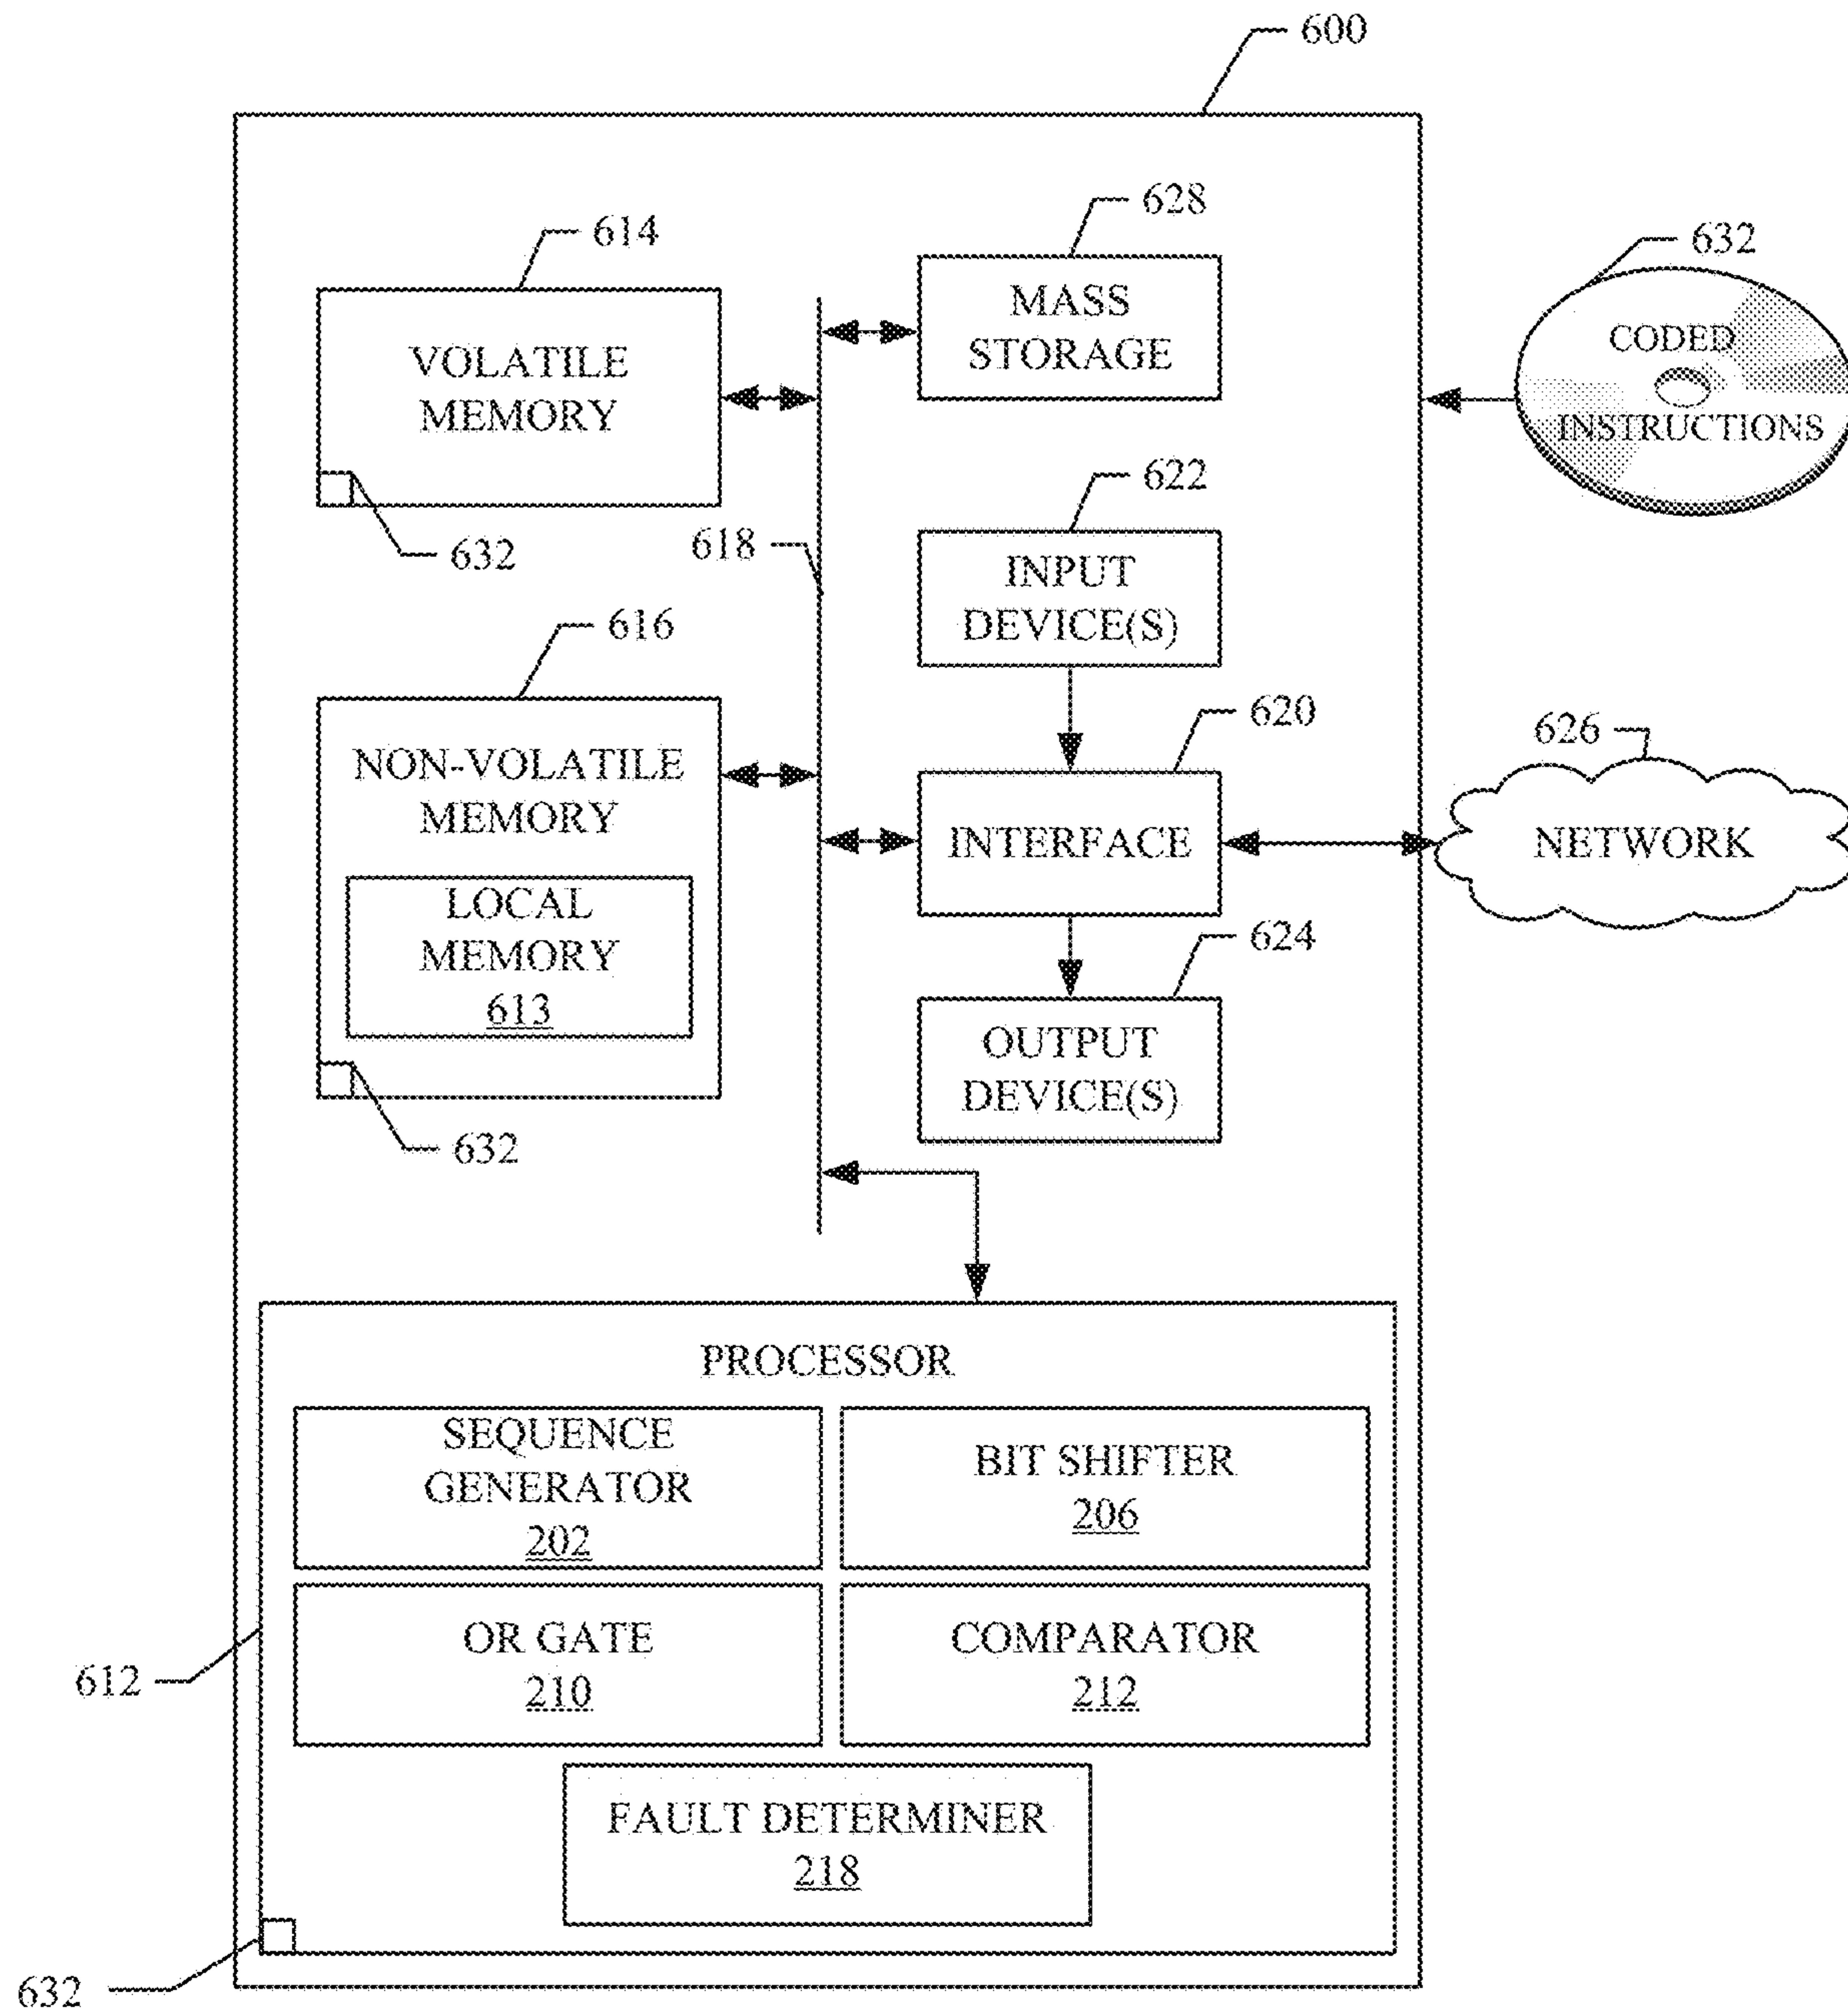 600
614
628
632
VOLATILE
MEMORY
MASS
STORAGE
CODED
INSTRUCTIONS
632
618
622
INPUT
DEVICE(S)
616
620
626
NON-VOLATILE
MEMORY
INTERFACE
NETWORK
LOCAL
MEMORY
613
624
OUTPUT
DEVICE(S)
632
PROCESSOR
SEQUENCE
GENERATOR
202
BIT SHIFTER
206
612
OR GATE
210
COMPARATOR
212
FAULT DETERMINER
218
632